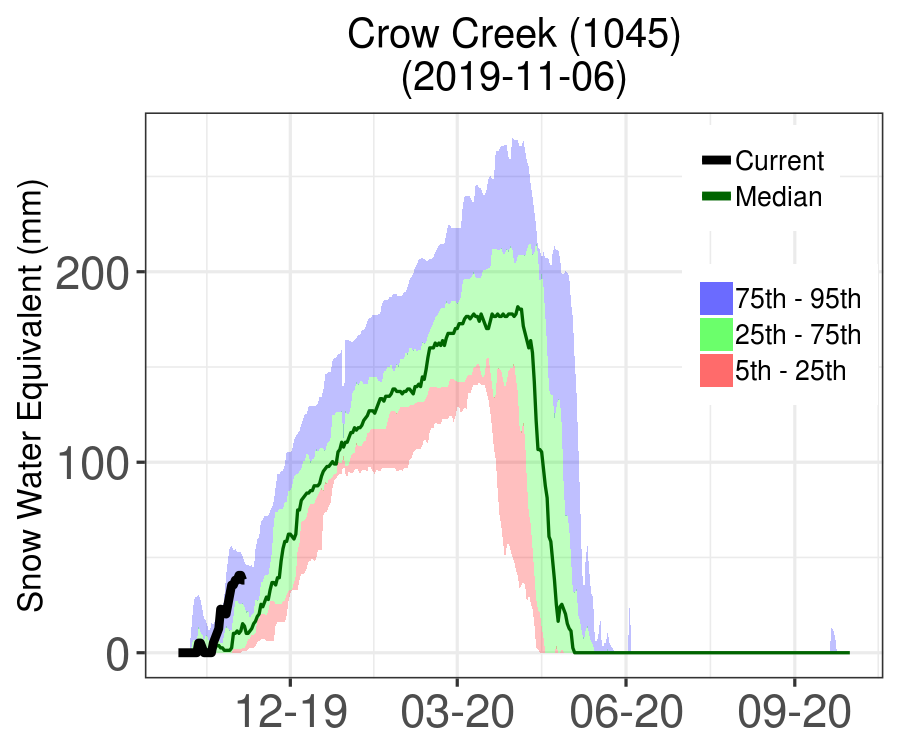 Crow Creek (1045)
(2019-11-06)
Snow Water Equivalent (mm)
200
100
0
Current
Median
75th - 95th
25th - 75th
5th - 25th
12-19 03-20 06-20 09-20